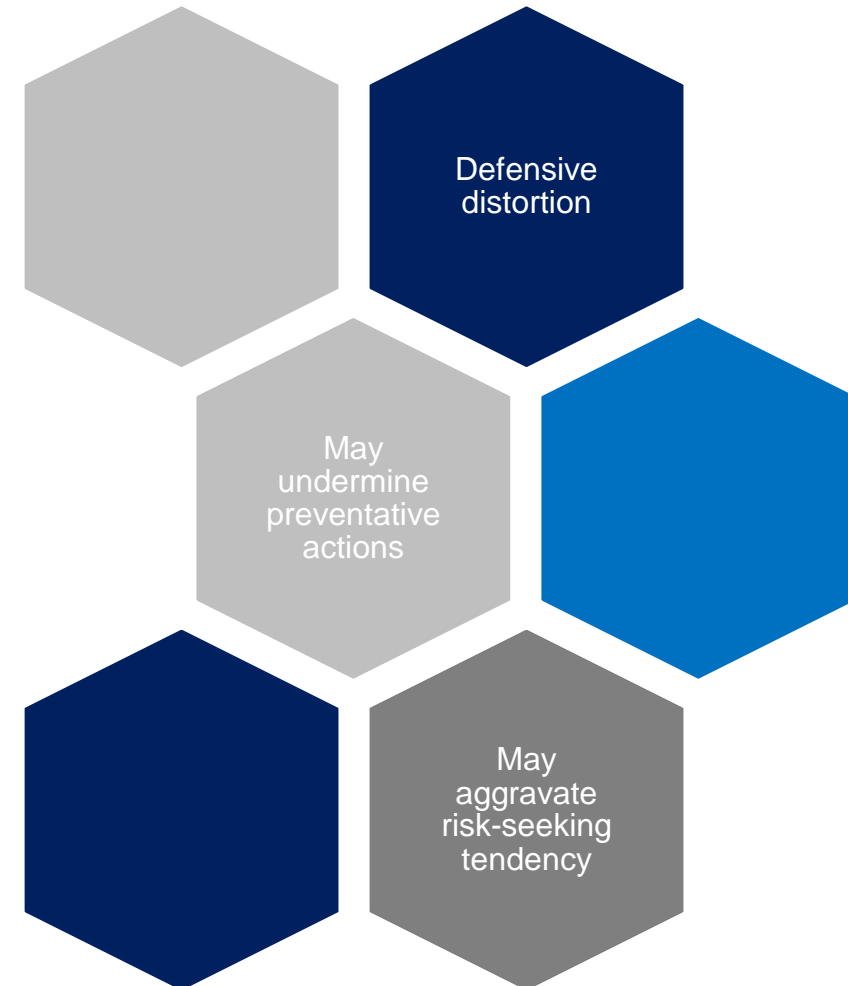 Defensive
distortion
May
undermine
preventative
actions
May
aggravate
risk-seeking
tendency